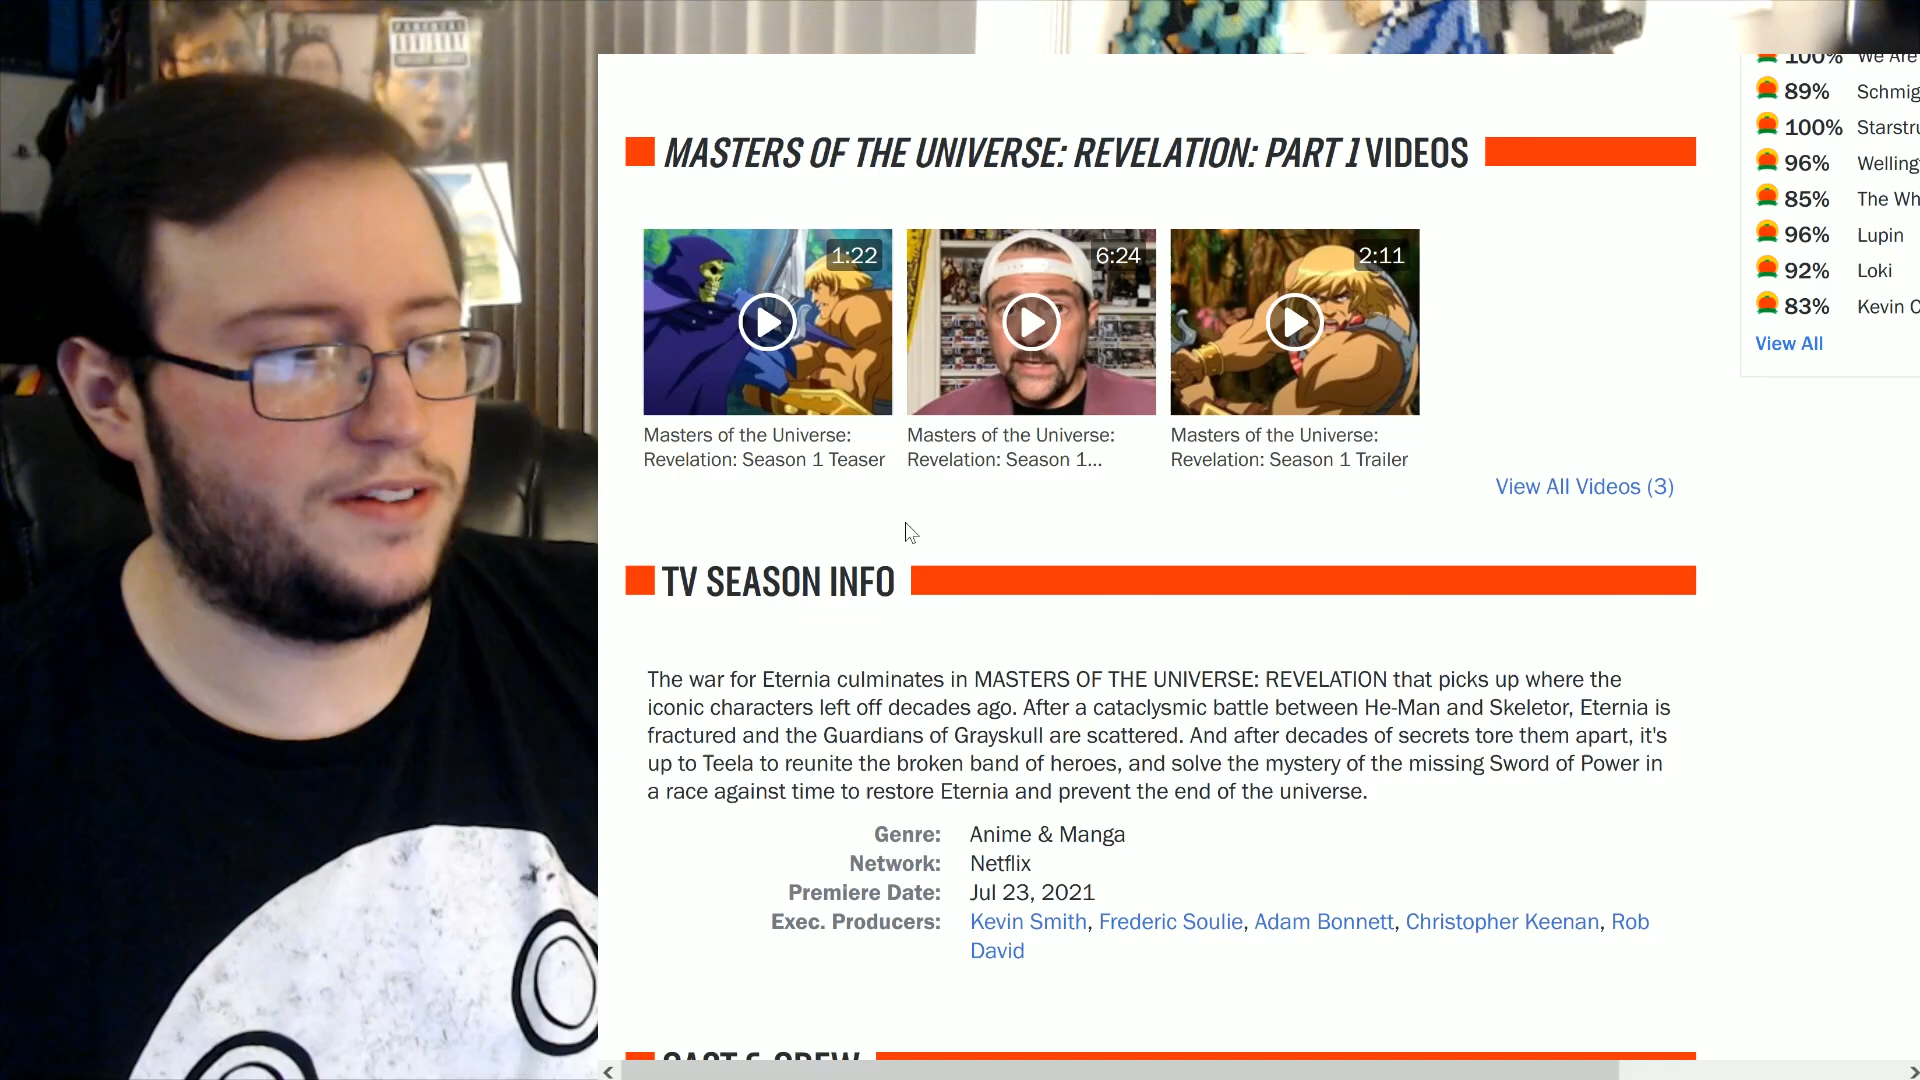 PARENTAL
ADVISORY
MASTERS OF THE UNIVERSE: REVELATION: PART 1 VIDEOS
1:22
6:24
2:11
Masters of the Universe:
Revelation: Season 1 Teaser
Masters of the Universe:
Revelation: Season 1...
Masters of the Universe:
Revelation: Season 1 Trailer
View All Videos (3)
TV SEASON INFO
The war for Eternia culminates in MASTERS OF THE UNIVERSE: REVELATION that picks up where the
iconic characters left off decades ago. After a cataclysmic battle between He-Man and Skeletor, Eternia is
fractured and the Guardians of Grayskull are scattered. And after decades of secrets tore them apart, it's
up to Teela to reunite the broken band of heroes, and solve the mystery of the missing Sword of Power in
a race against time to restore Eternia and prevent the end of the universe.
Genre: Anime & Manga
Network: Netflix
Premiere Date: Jul 23, 2021
Exec. Producers: Kevin Smith, Frederic Soulie, Adam Bonnett, Christopher Keenan, Rob
David
CAST & CREW
100% We Are
89% Schmig
100% Starstru
96% Welling
85% The Wh
96% Lupin
92% Loki
83% Kevin C
View All